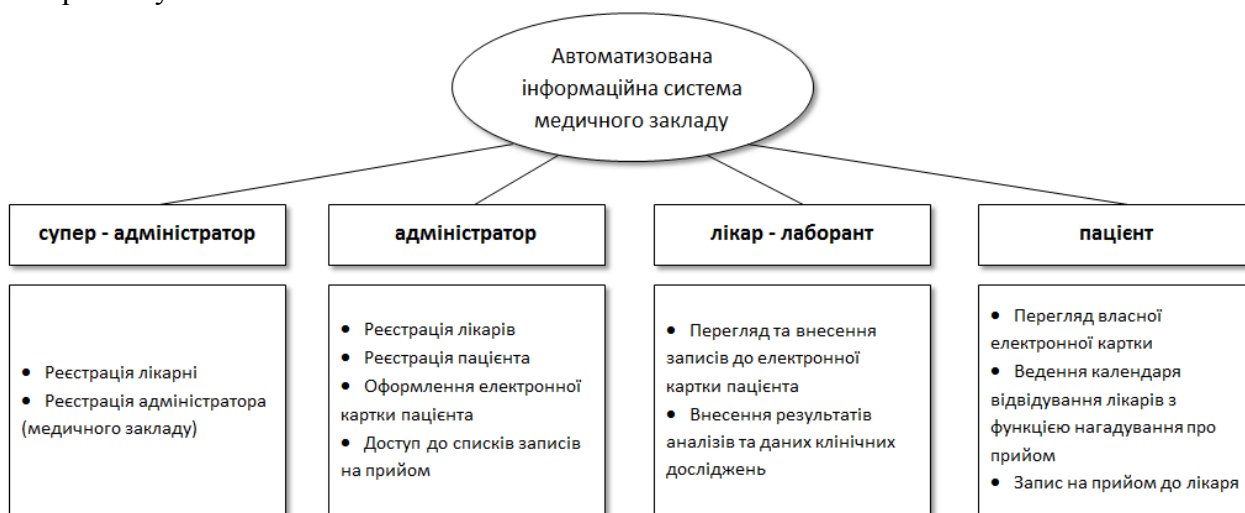 Автоматизована
інформаційна система
медичного закладу
супер - адміністратор
адміністратор
лікар - лаборант
пацієнт
• Реєстрація лікарні
• Реєстрація адміністратора
(медичного закладу)
• Реєстрація лікарів
• Реєстрація пацієнта
• Оформлення електронної
картки пацієнта
• Доступ до списків записів
на прийом
• Перегляд та внесення
записів до електронної
картки пацієнта
• Внесення результатів
аналізів та даних клінічних
досліджень
• Перегляд власної
електронної картки
• Ведення календаря
відвідування лікарів з
функцією нагадування про
прийом
• Запис на прийом до лікаря